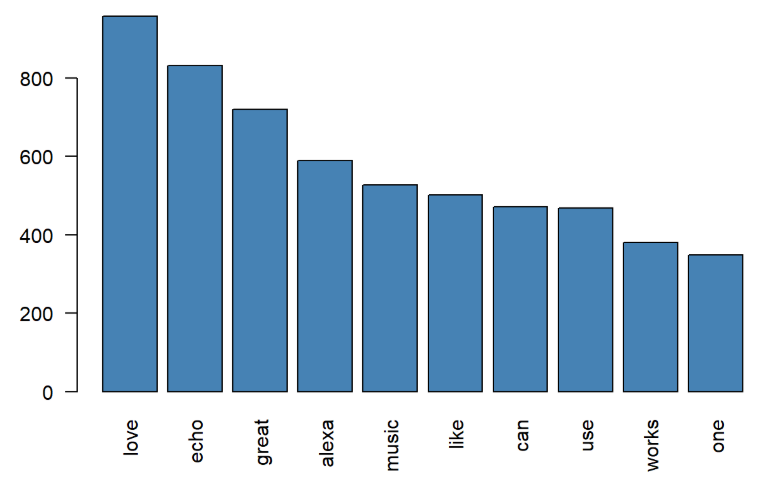 800
600
400
200
0
love
echo
great
alexa
music
like
can
use
works
one